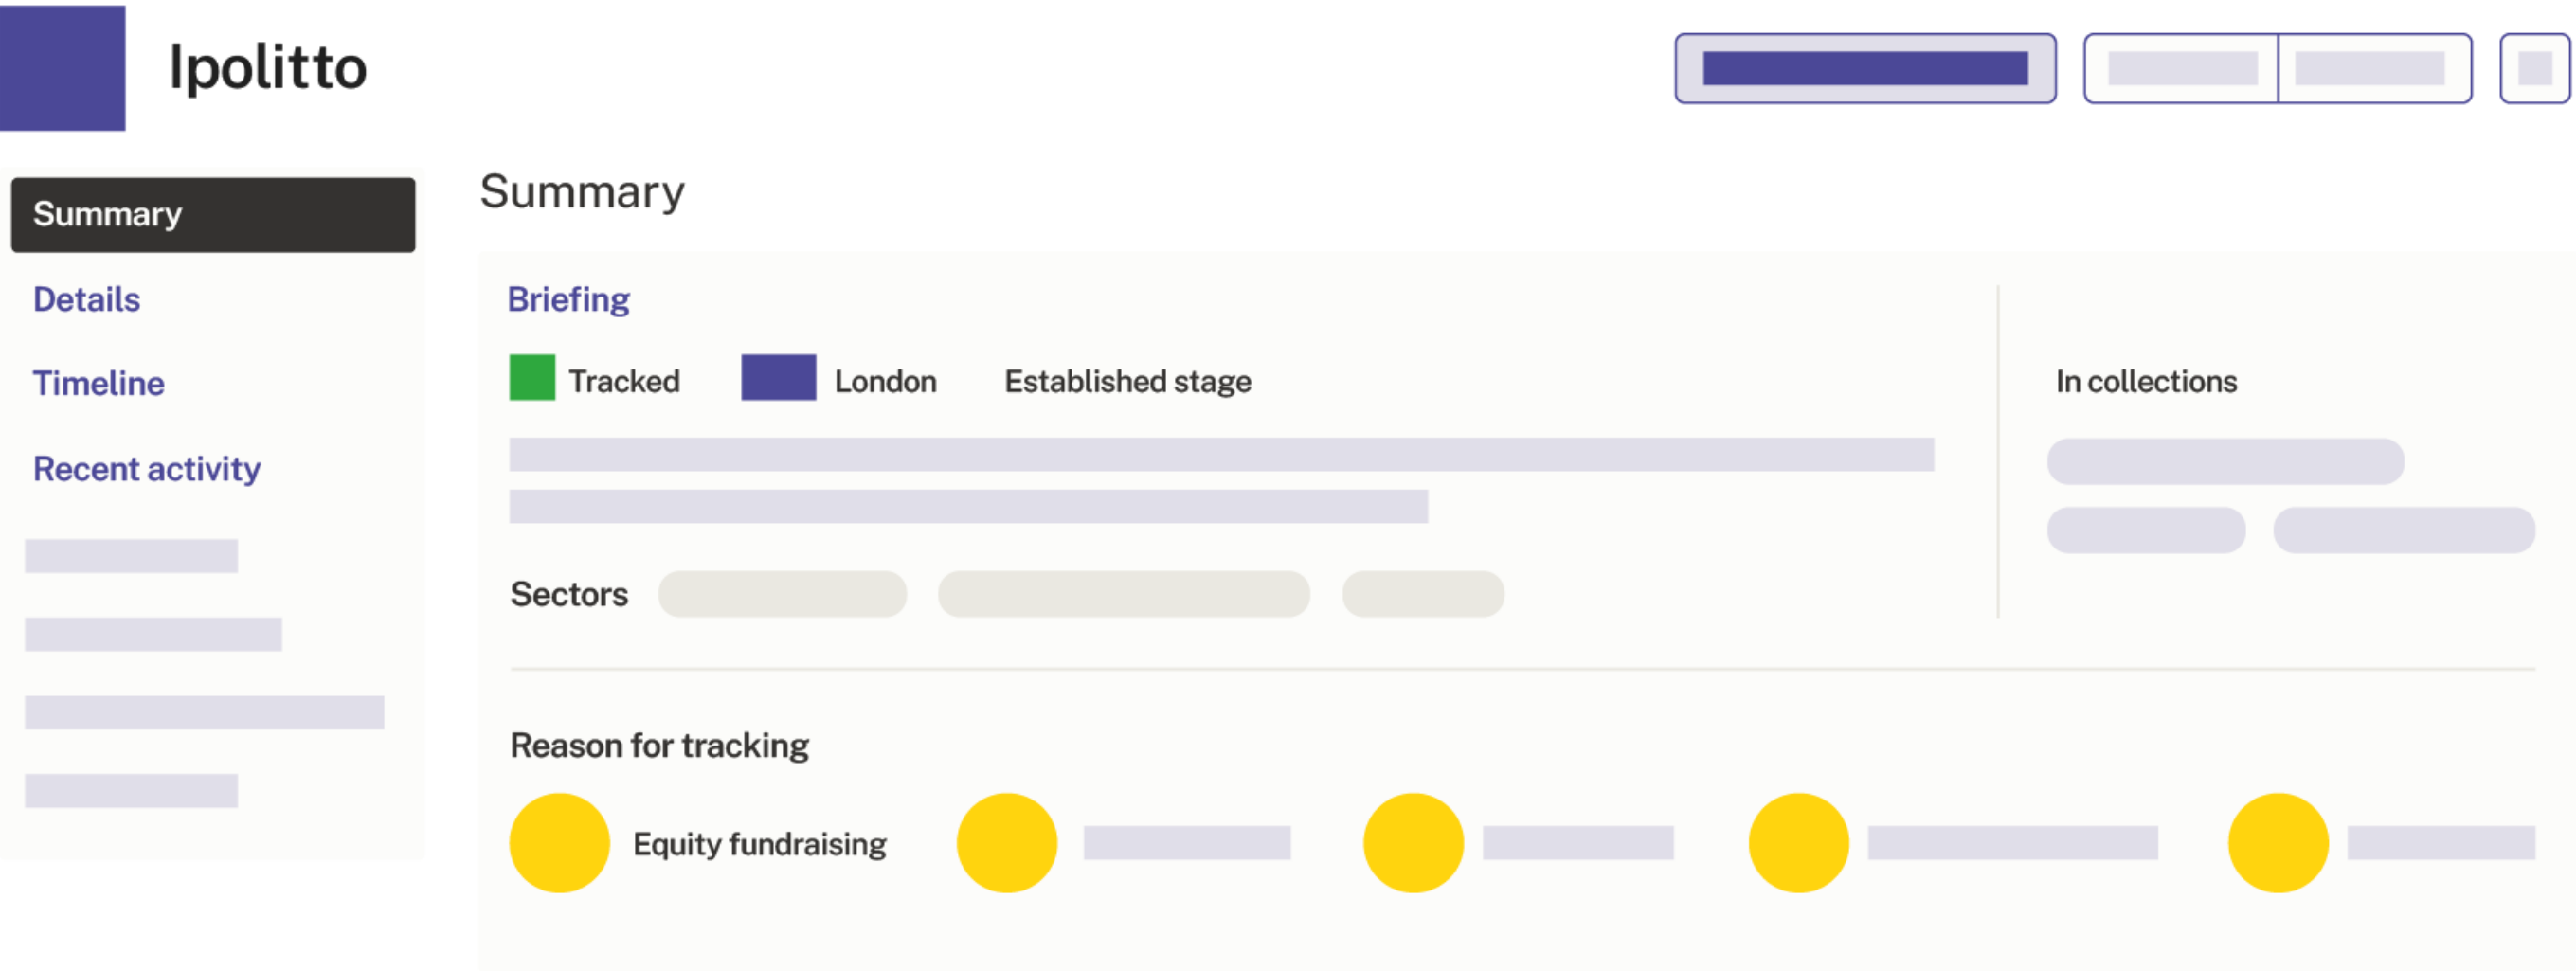 Ipolitto
Summary
Details
Timeline
Recent activity
Summary
Briefing
Tracked London Established stage
Sectors
In collections
Reason for tracking
Equity fundraising